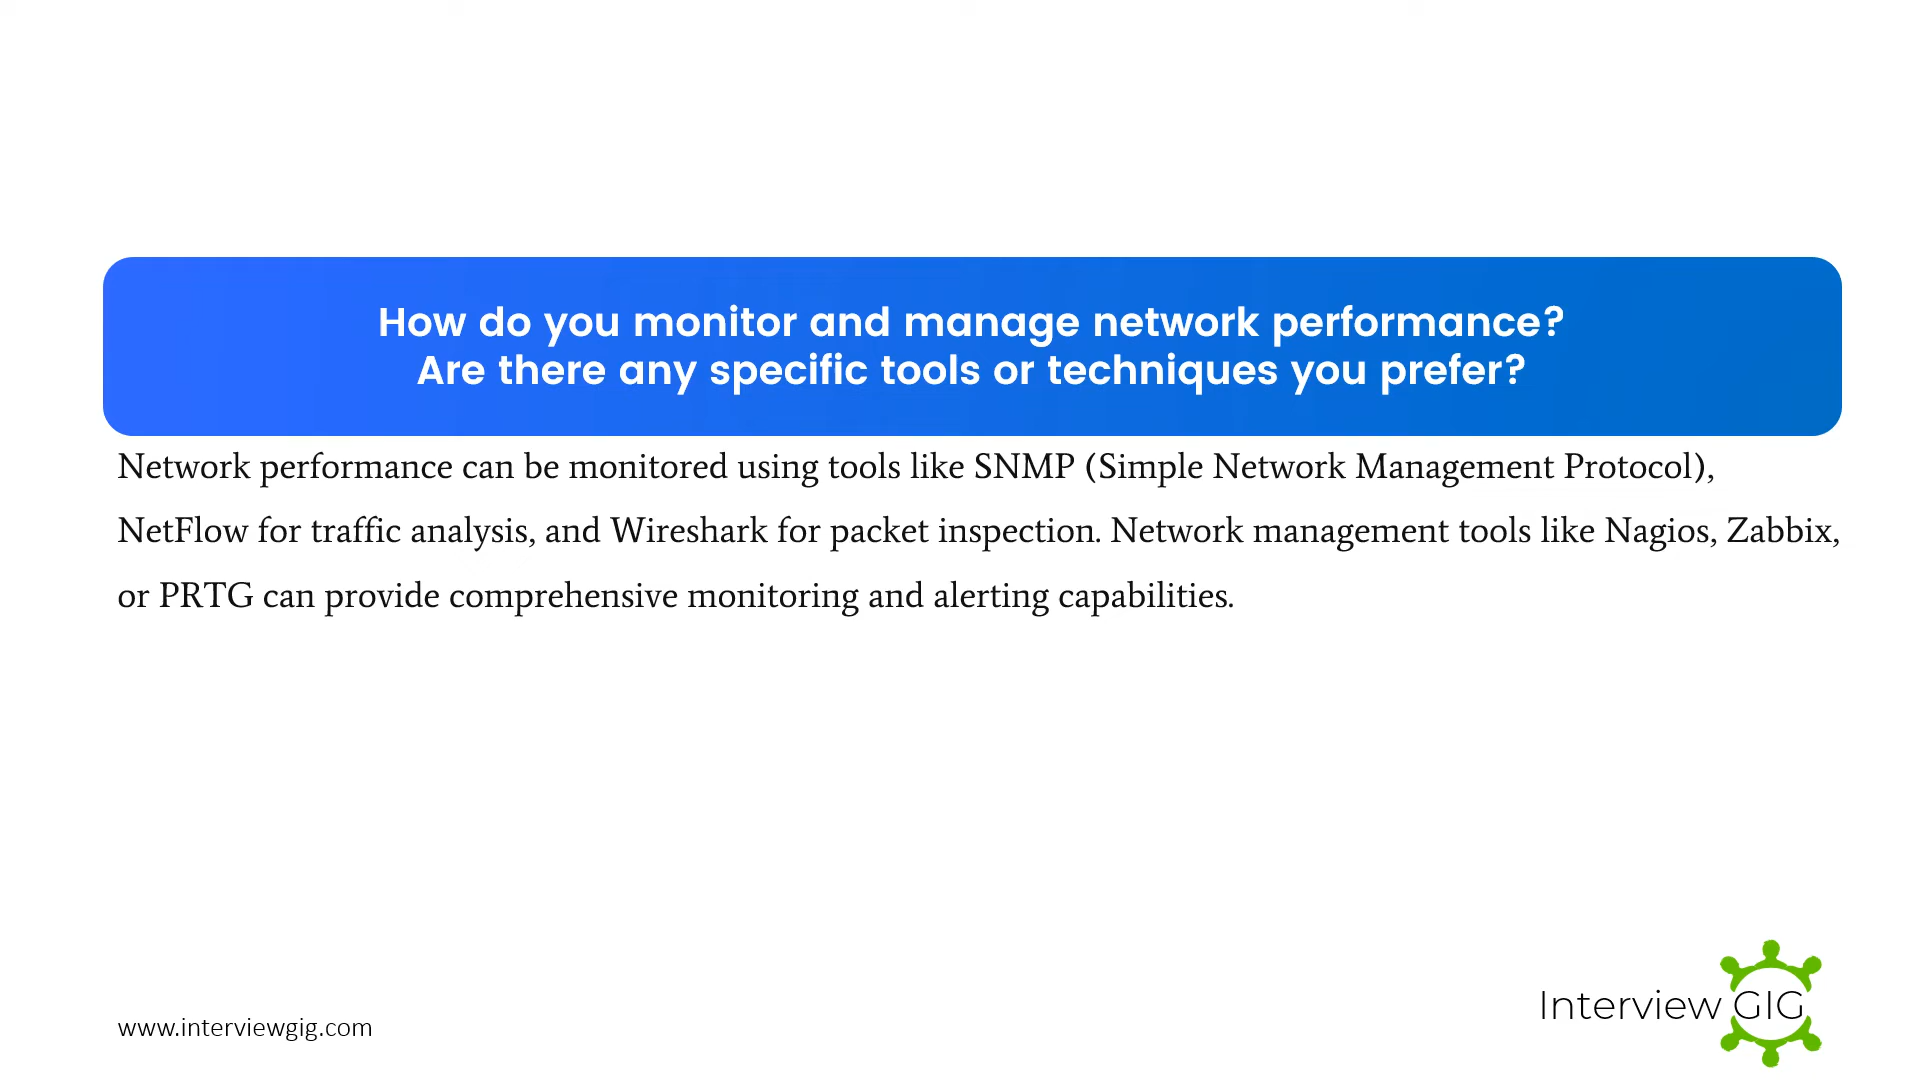 How do you monitor and manage network performance?
Are there any specific tools or techniques you prefer?
Network performance can be monitored using tools like SNMP (Simple Network Management Protocol),
NetFlow for traffic analysis, and Wireshark for packet inspection. Network management tools like Nagios, Zabbix,
or PRTG can provide comprehensive monitoring and alerting capabilities.
Interview GIG
www.interviewgig.com